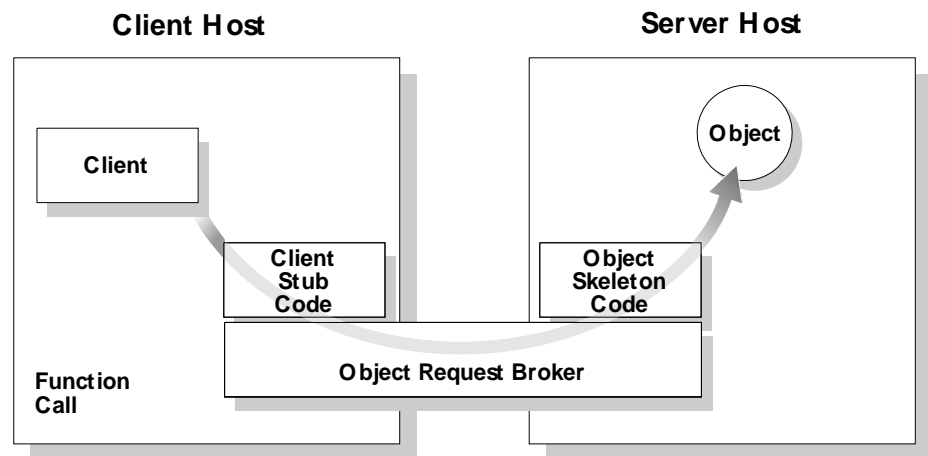 Client Host
Server Host
Client
Object
Client
Stub
Code
Object
Skeleton
Code
Object Request Broker
Function
Call